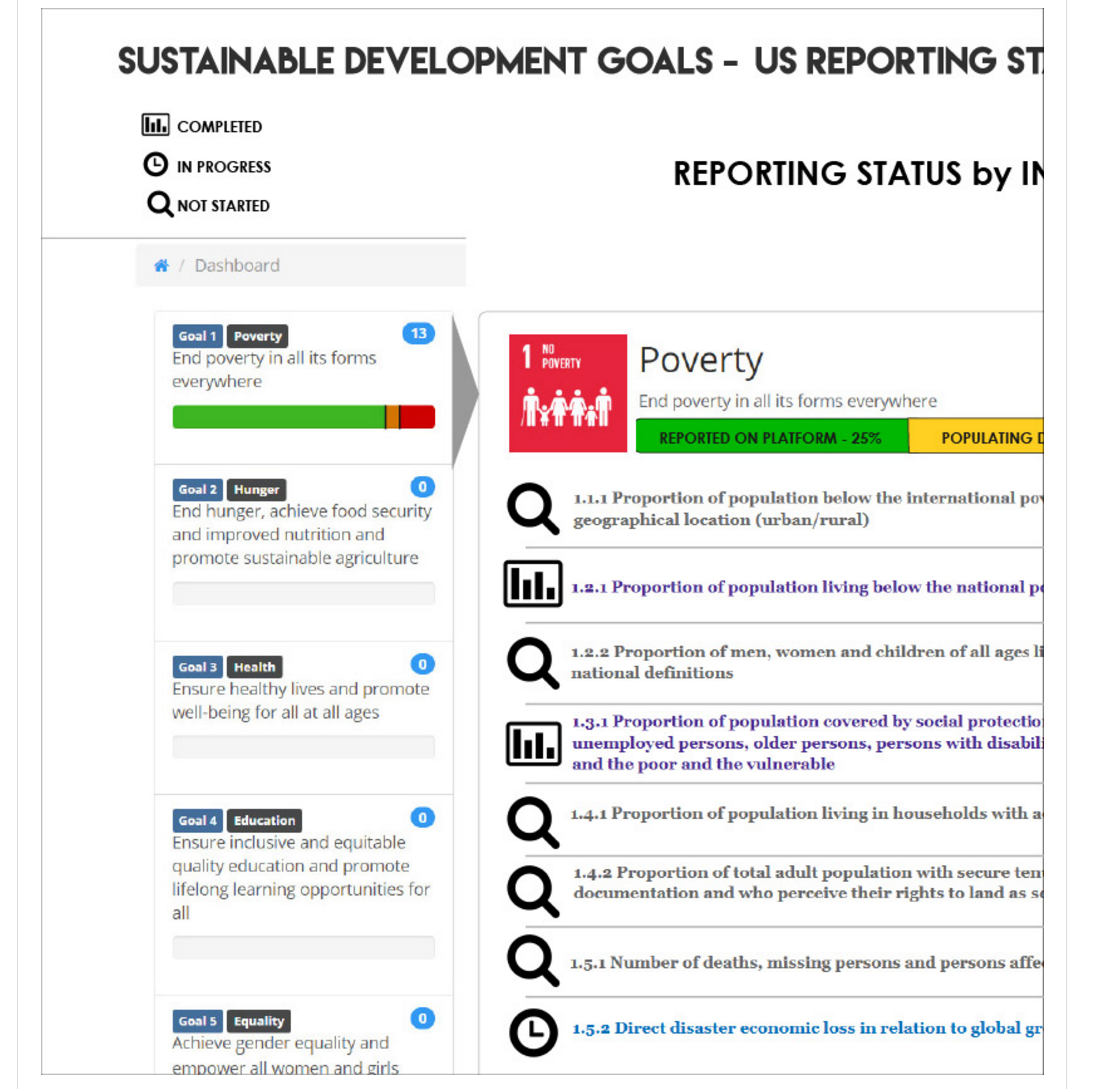 SUSTAINABLE DEVELOPMENT GOALS - US REPORTING
COMPLETED
IN PROGRESS
NOT STARTED
REPORTING STATUS by
/ Dashboard
Goal 1 Poverty 13
End poverty in all its forms
everywhere
Goal 2 Hunger 0
End hunger, achieve food security
and improved nutrition and
promote sustainable agriculture
Goal 3 Health 0
Ensure healthy lives and promote
well-being for all at all ages
Goal 4 Education 0
Ensure inclusive and equitable
quality education and promote
lifelong learning opportunities for
all
Goal 5 Equality 0
Achieve gender equality and
empower all women and girls
1 NO
POVERTY
Poverty
End poverty in all its forms everywhere
REPORTED ON PLATFORM - 25% POPULATING
1.1.1 Proportion of population below the international
geographical location (urban/rural)
1.2.1 Proportion of population living below the national
1.2.2 Proportion of men, women and children of all ages
national definitions
1.3.1 Proportion of population covered by social
unemployed persons, older persons, persons with
and the poor and the vulnerable
1.4.1 Proportion of population living in households with
1.4.2 Proportion of total adult population with secure
documentation and who perceive their rights to land as
1.5.1 Number of deaths, missing persons and persons
1.5.2 Direct disaster economic loss in relation to global